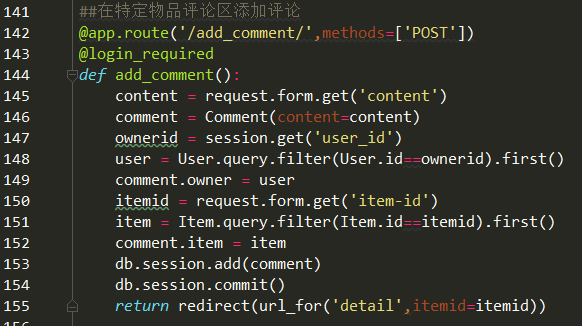 141 ##在特定物品评论区添加评论
142 @app.route('/add_comment/',methods=['POST'])
143 @login_required
144 def add_comment():
145     content = request.form.get('content')
146     comment = Comment(content=content)
147     ownerid = session.get('user_id')
148     user = User.query.filter(User.id==ownerid).first()
149     comment.owner = user
150     itemid = request.form.get('item-id')
151     item = Item.query.filter(Item.id==itemid).first()
152     comment.item = item
153     db.session.add(comment)
154     db.session.commit()
155     return redirect(url_for('detail',itemid=itemid))